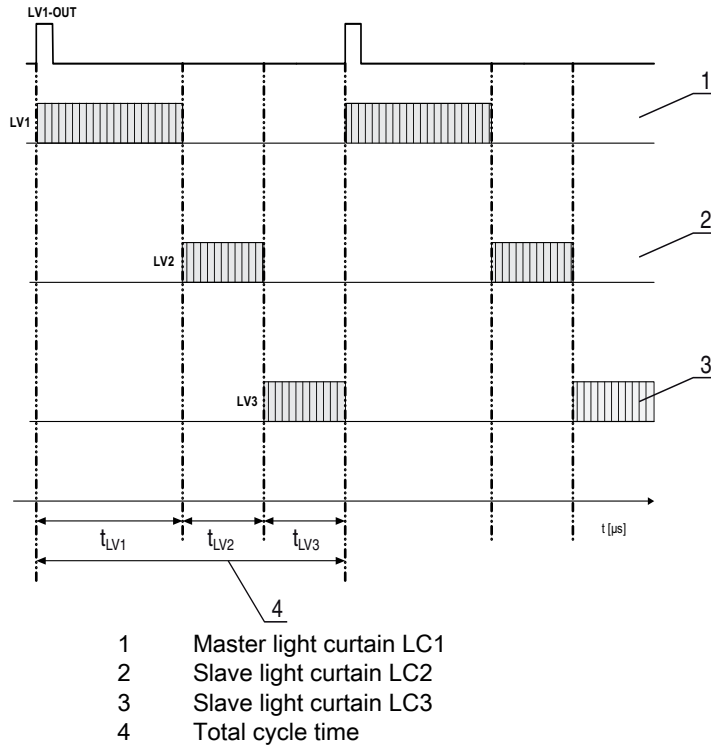 LV1-OUT
1
LV1
2
LV2
3
LV3
tLV1 tLV2 tLV3 t [µs]
4
1 Master light curtain LC1
2 Slave light curtain LC2
3 Slave light curtain LC3
4 Total cycle time